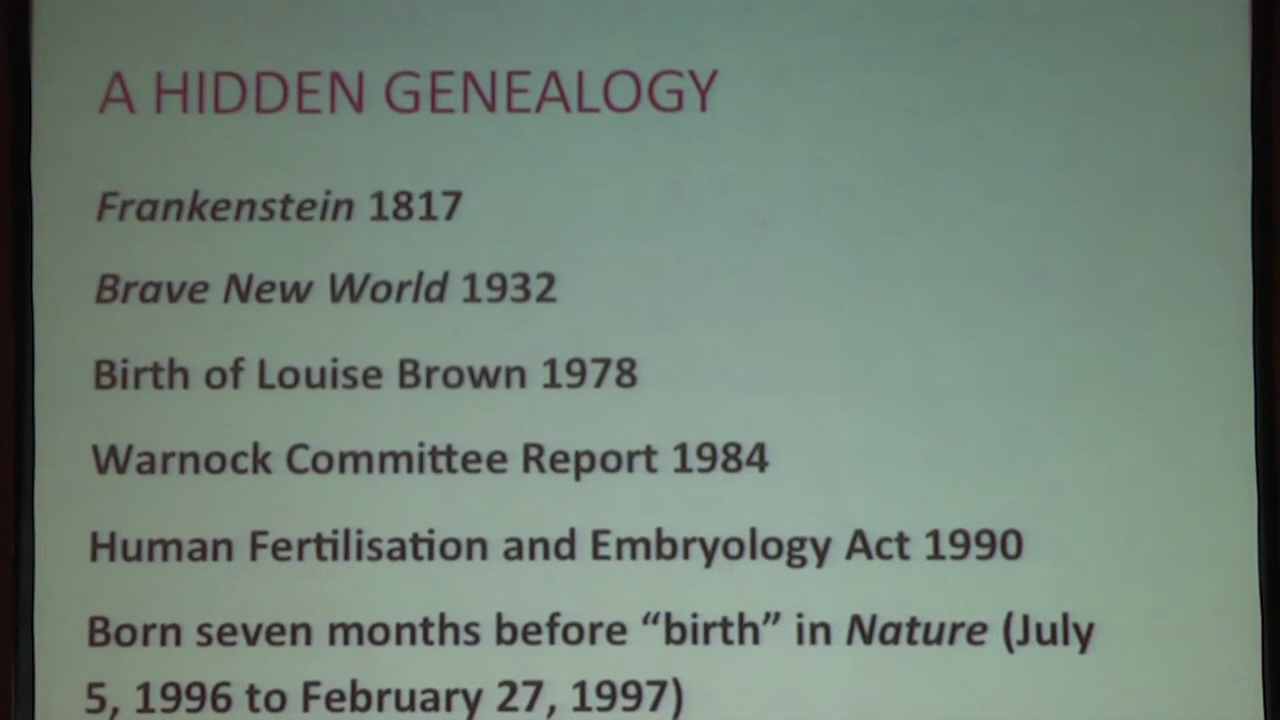 A HIDDEN GENEALOGY
Frankenstein 1817
Brave New World 1932
Birth of Louise Brown 1978
Warnock Committee Report 1984
Human Fertilisation and Embryology Act 1990
Born seven months before “birth” in Nature (July
5, 1996 to February 27, 1997)